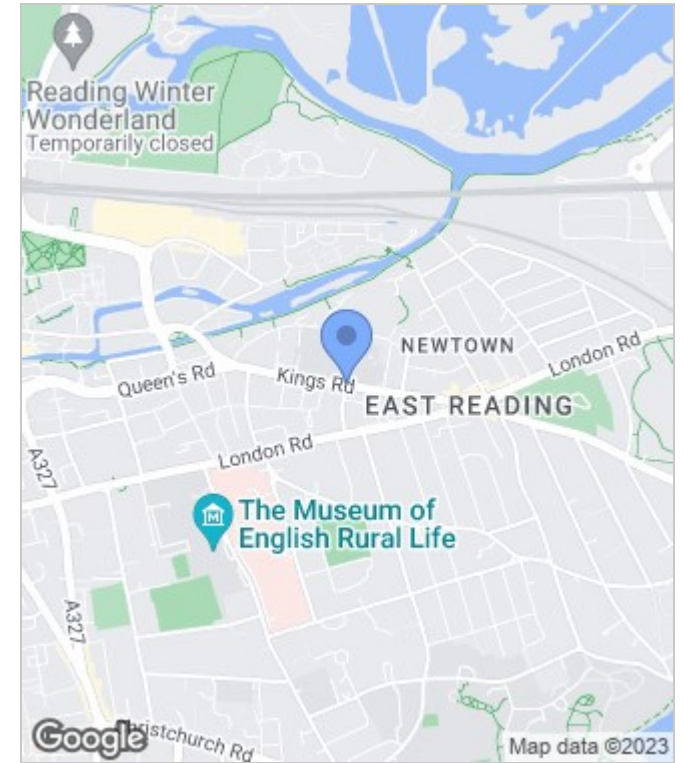 Reading Winter
Wonderland
Temporarily closed
NEWTOWN
London Rd
Queen's Rd
Kings Rd
EAST READING
London Rd
A327
The Museum of
English Rural Life
A327
Christchurch Rd
Google
Map data ©2023